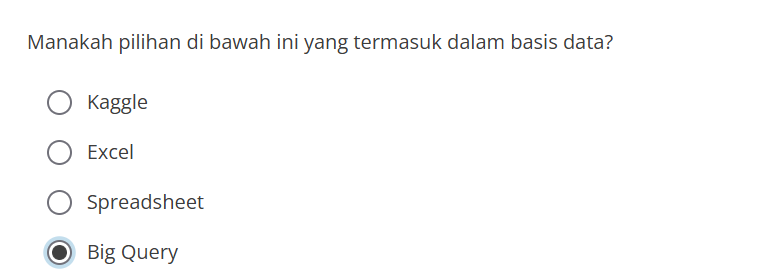 Manakah pilihan di bawah ini yang termasuk dalam basis data?
Kaggle
Excel
Spreadsheet
Big Query